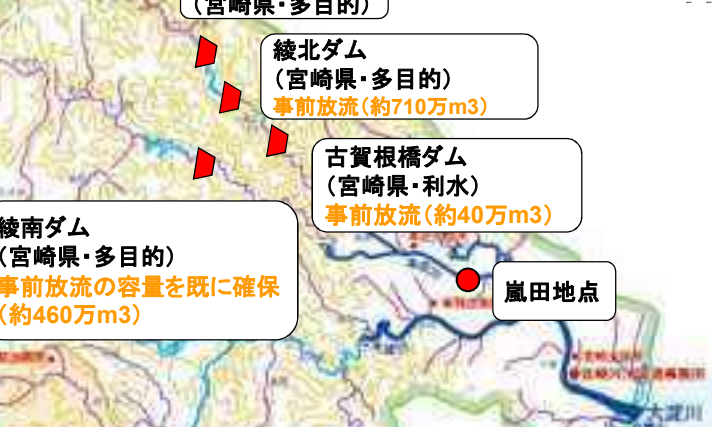 （宮崎県・多目的）
綾北ダム
（宮崎県・多目的）
事前放流（約710万m3）
古賀根橋ダム
（宮崎県・利水）
事前放流（約40万m3）
綾南ダム
（宮崎県・多目的）
事前放流の容量を既に確保
（約460万m3）
嵐田地点
大淀川